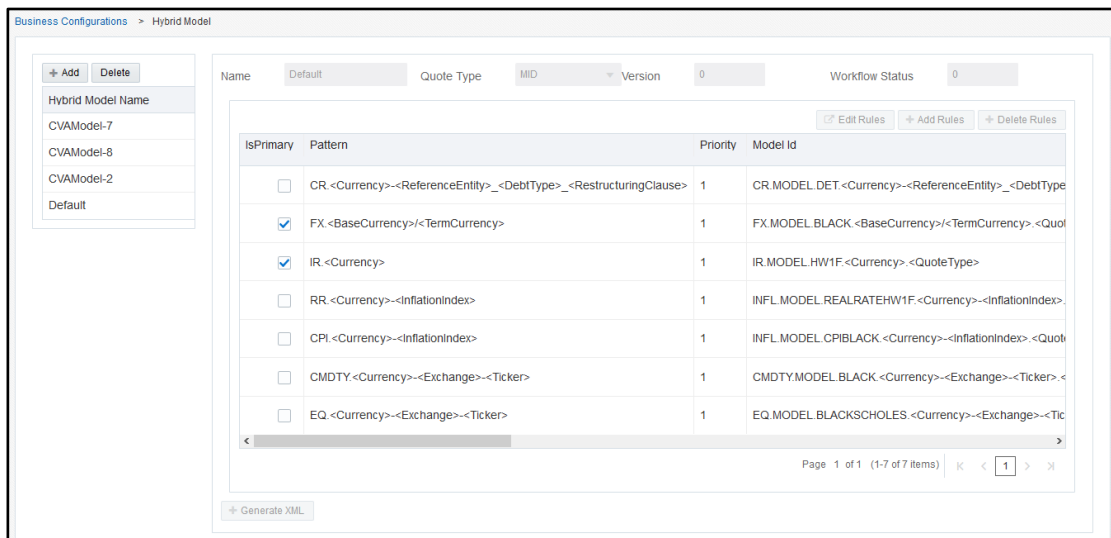 Business Configurations > Hybrid Model
+ Add Delete
Hybrid Model Name
CVAModel-7
CVAModel-8
CVAModel-2
Default
Name Default Quote Type MID Version 0 Workflow Status 0
Edit Rules + Add Rules + Delete Rules
IsPrimary Pattern Priority Model Id
CR.<Currency>-<ReferenceEntity>_<DebtType>_<RestructuringClause> 1 CR.MODEL.DET.<Currency>-<ReferenceEntity>_<DebtType
FX.<BaseCurrency>/<TermCurrency> 1 FX.MODEL.BLACK.<BaseCurrency>/<TermCurrency>.<Quot
IR.<Currency> 1 IR.MODEL.HW1F.<Currency>.<QuoteType>
RR.<Currency>-<InflationIndex> 1 INFL.MODEL.REALRATEHW1F.<Currency>-<InflationIndex>.
CPI.<Currency>-<InflationIndex> 1 INFL.MODEL.CPIBLACK.<Currency>-<InflationIndex>.<Quot
CMDTY.<Currency>-<Exchange>-<Ticker> 1 CMDTY.MODEL.BLACK.<Currency>-<Exchange>-<Ticker>.<
EQ.<Currency>-<Exchange>-<Ticker> 1 EQ.MODEL.BLACKSCHOLES.<Currency>-<Exchange>-<Tic
Page 1 of 1 (1-7 of 7 items) 1
+ Generate XML